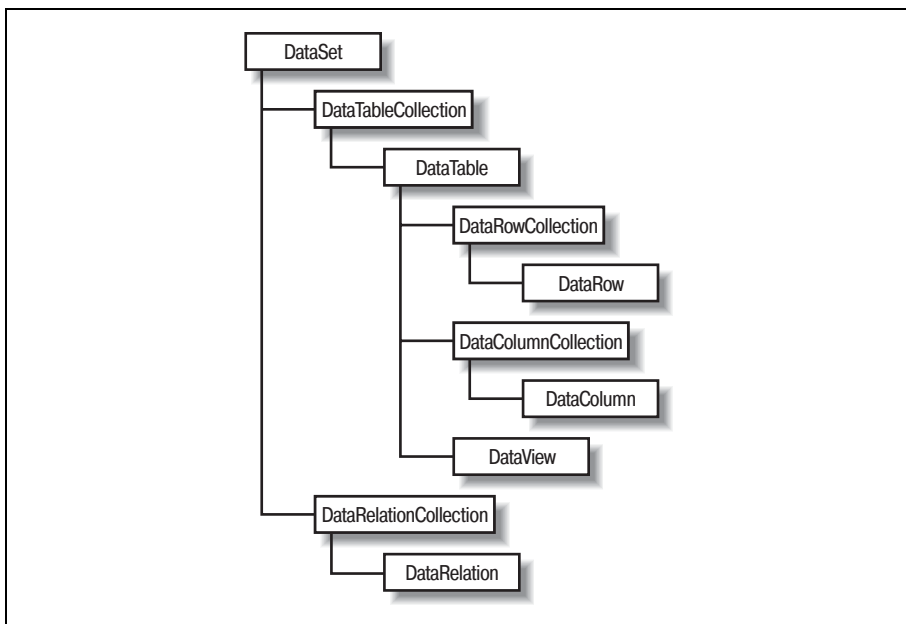 DataSet
DataTableCollection
DataTable
DataRowCollection
DataRow
DataColumnCollection
DataColumn
DataView
DataRelationCollection
DataRelation